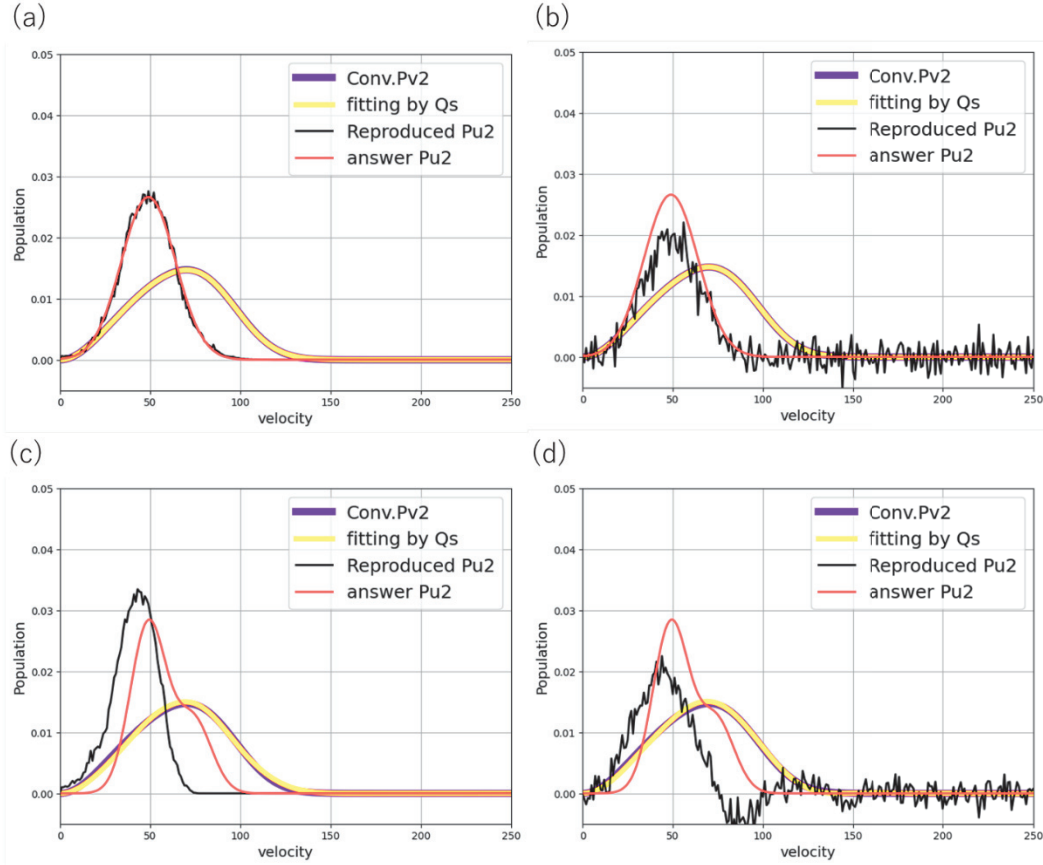 (a)
0.05
0.04
0.03
0.02
0.01
0.00
Population
0
50
100
150
200
250
velocity
Conv.Pv2
fitting by Qs
Reproduced Pu2
answer Pu2
(b)
0.05
0.04
0.03
0.02
0.01
0.00
Population
0
50
100
150
200
250
velocity
Conv.Pv2
fitting by Qs
Reproduced Pu2
answer Pu2
(c)
0.05
0.04
0.03
0.02
0.01
0.00
Population
0
50
100
150
200
250
velocity
Conv.Pv2
fitting by Qs
Reproduced Pu2
answer Pu2
(d)
0.05
0.04
0.03
0.02
0.01
0.00
Population
0
50
100
150
200
250
velocity
Conv.Pv2
fitting by Qs
Reproduced Pu2
answer Pu2